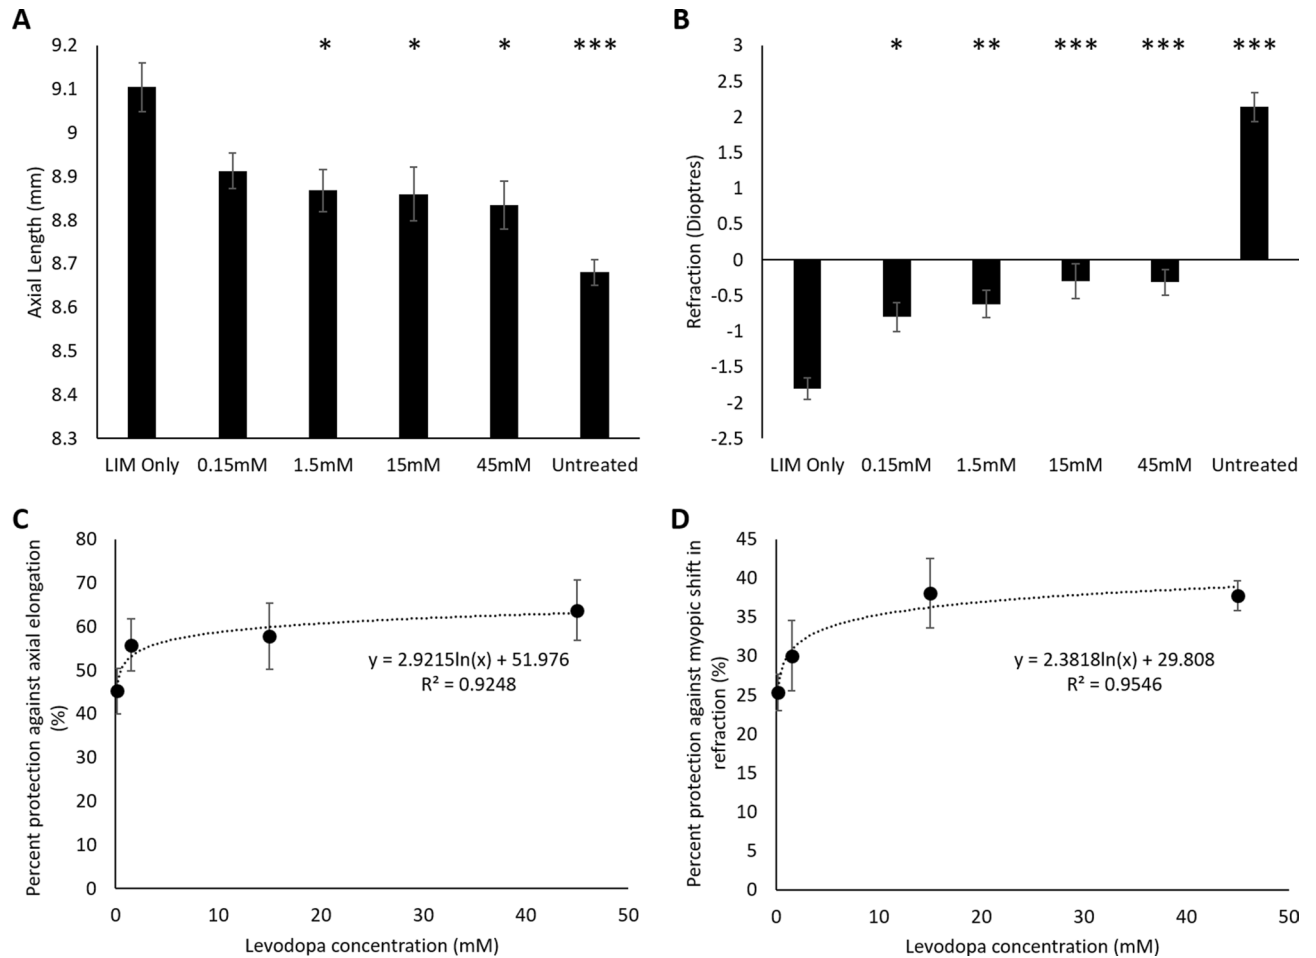 A
* * * ***
9.2
9.1
9
8.9
8.8
8.7
8.6
8.5
8.4
8.3
Axial Length (mm)
LIM Only 0.15mM 1.5mM 15mM 45mM Untreated
B
* ** *** *** ***
3
2.5
2
1.5
1
0.5
0
-0.5
-1
-1.5
-2
-2.5
Refraction (Dioptres)
LIM Only 0.15mM 1.5mM 15mM 45mM Untreated
C
80
70
60
50
40
30
20
10
0
Percent protection against axial elongation
(%)
y = 2.9215ln(x) + 51.976
R² = 0.9248
0 10 20 30 40 50
Levodopa concentration (mM)
D
45
40
35
30
25
20
15
10
5
0
Percent protection against myopic shift in
refraction (%)
y = 2.3818ln(x) + 29.808
R² = 0.9546
0 10 20 30 40 50
Levodopa concentration (mM)